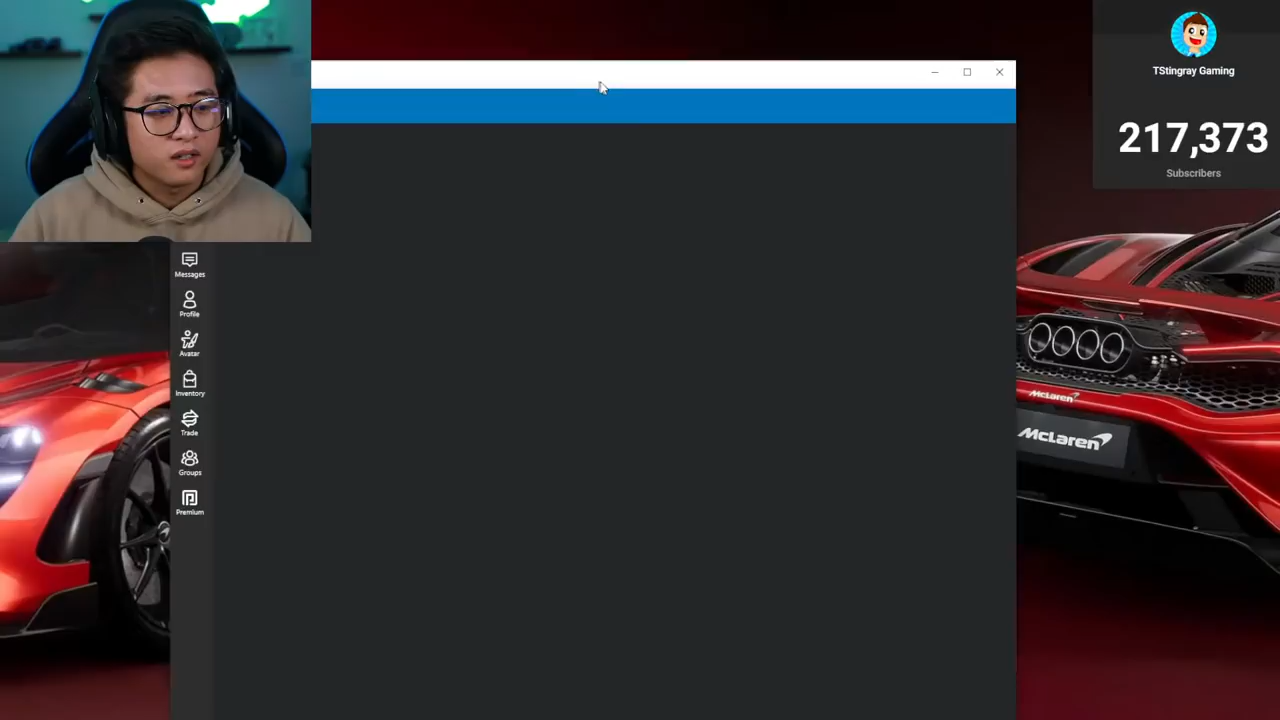 TStingray Gaming
217,373
Subscribers
Messages
Profile
Avatar
Inventory
Trade
Groups
Premium
McLaren
McLaren